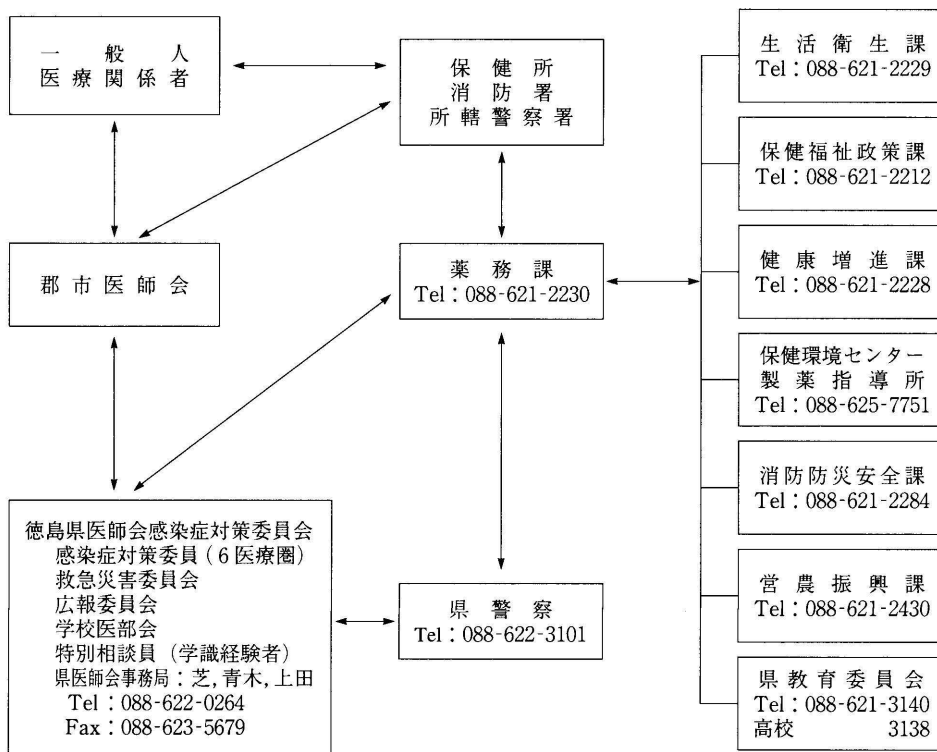 一般人
医療関係者
保健所
消防署
所轄警察署
郡市医師会
薬務課
Tel：088-621-2230
徳島県医師会感染症対策委員会
感染症対策委員（6医療圏）
救急災害委員会
広報委員会
学校医部会
特別相談員（学識経験者）
県医師会事務局：芝，青木，上田
Tel：088-622-0264
Fax：088-623-5679
県警察
Tel：088-622-3101
生活衛生課
Tel：088-621-2229
保健福祉政策課
Tel：088-621-2212
健康増進課
Tel：088-621-2228
保健環境センター
製薬指導所
Tel：088-625-7751
消防防災安全課
Tel：088-621-2284
営農振興課
Tel：088-621-2430
県教育委員会
Tel：088-621-3140
高校 3138